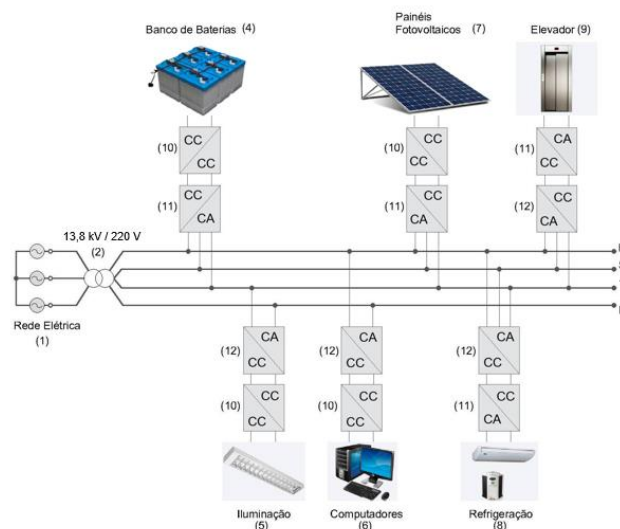 Banco de Baterias (4)
Painéis
Fotovoltaicos (7)
Elevador (9)
(10) CC CC
(10) CC CC
(11) CA CC
(11) CC CA
(11) CC CA
(12) CC CA
13,8 kV / 220 V
(2)
Rede Elétrica
(1)
(12) CA CC
(12) CA CC
(12) CA CC
(10) CC CC
(10) CC CC
(11) CC CA
Iluminação
(5)
Computadores
(6)
Refrigeração
(8)